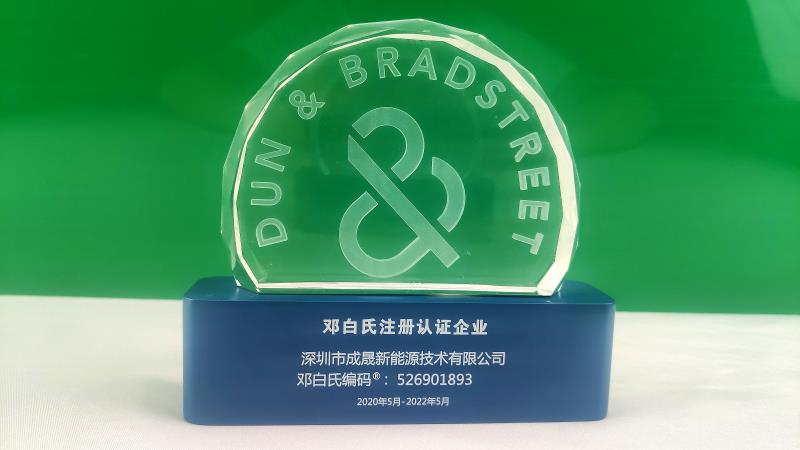 DUN & BRADSTREET
&
邓白氏注册认证企业
深圳市成晟新能源技术有限公司
邓白氏编码®：526901893
2020年5月-2022年5月